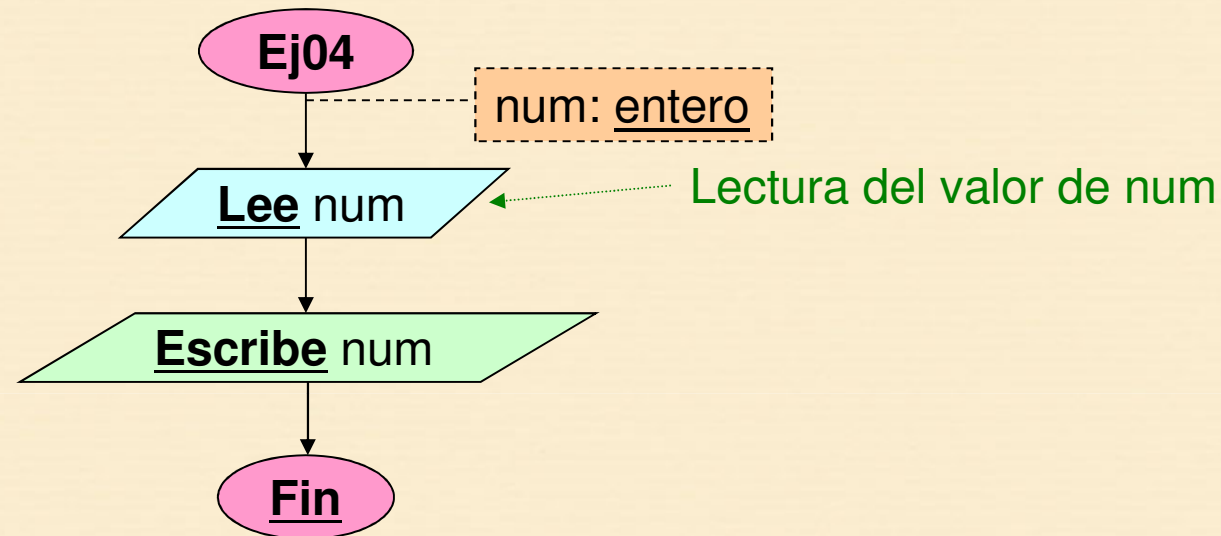 Ej04
num: entero
Lee num
Lectura del valor de num
Escribe num
Fin